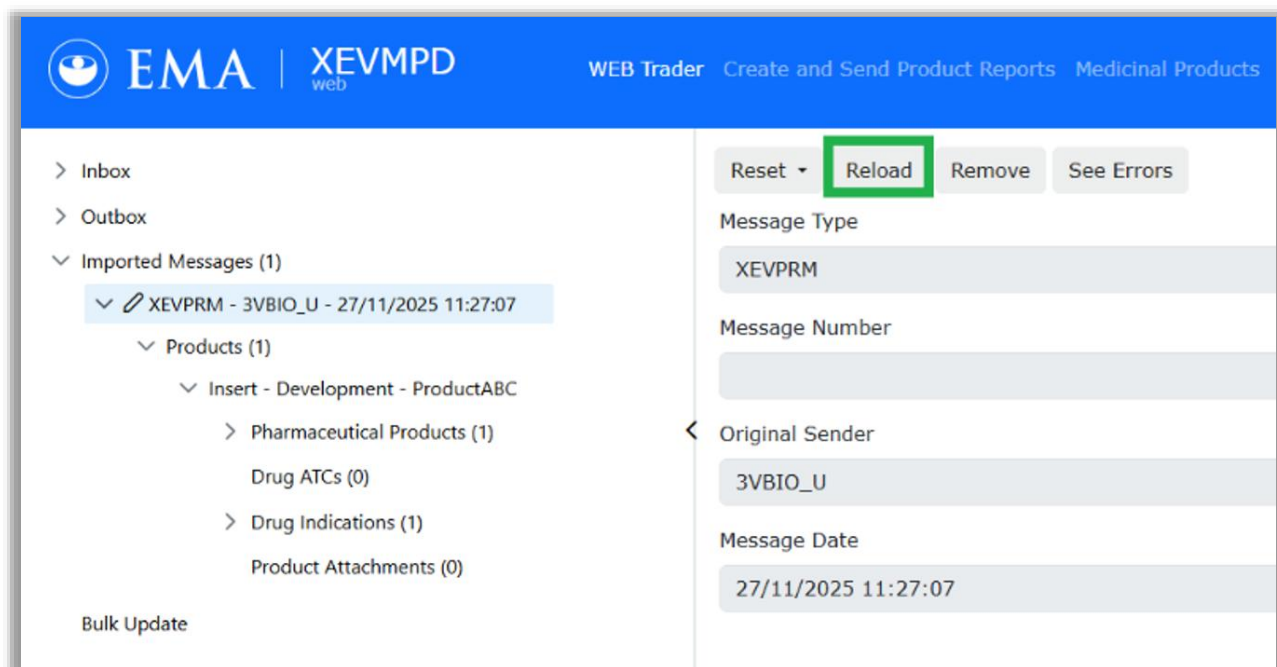 EMA XEVMPD
web
WEB Trader Create and Send Product Reports Medicinal Products
Inbox
Outbox
Imported Messages (1)
XEVPRM - 3VBIO_U - 27/11/2025 11:27:07
Products (1)
Insert - Development - ProductABC
Pharmaceutical Products (1)
Drug ATCs (0)
Drug Indications (1)
Product Attachments (0)
Bulk Update
Reset Reload Remove See Errors
Message Type
XEVPRM
Message Number
Original Sender
3VBIO_U
Message Date
27/11/2025 11:27:07